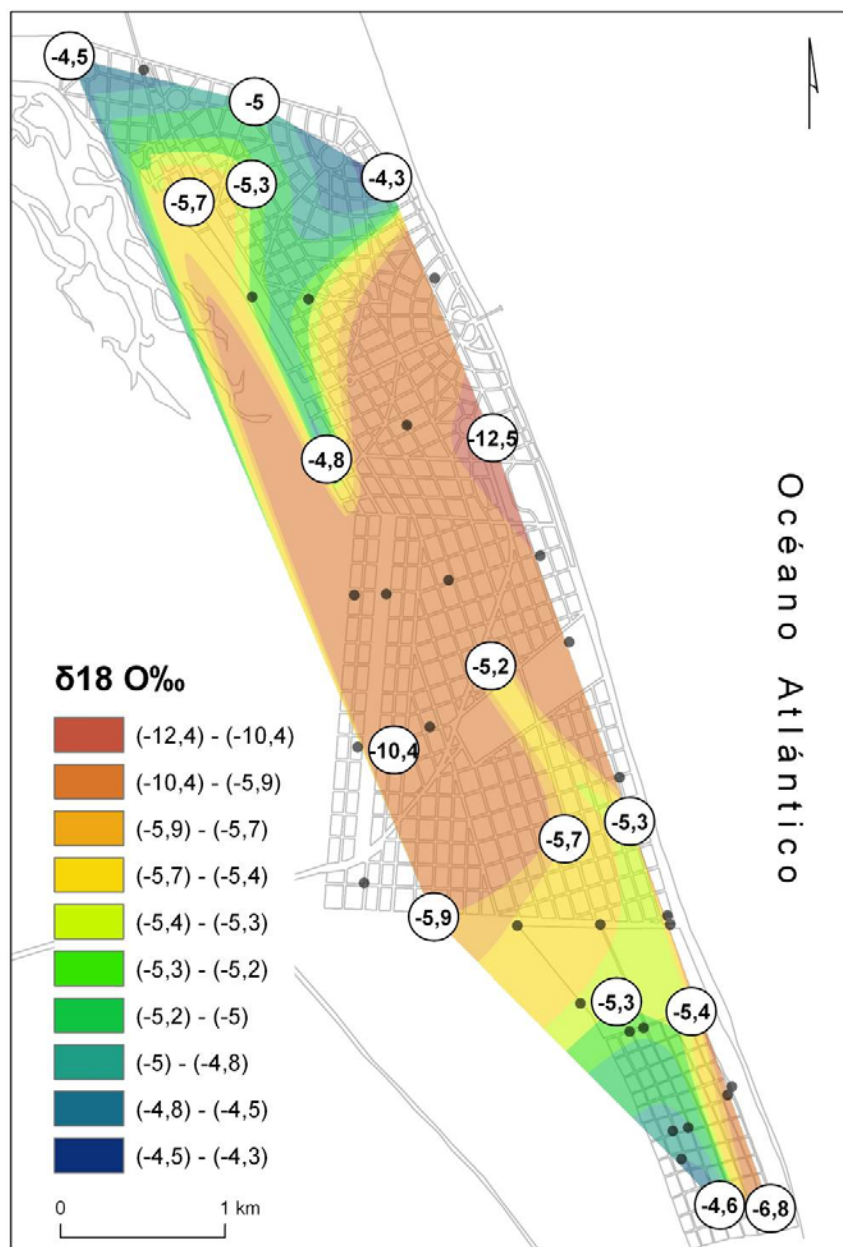 -4,5
-5
-4,3
-5,3
-5,7
-12,5
-4,8
-5,2
-10,4
-5,3
-5,7
-5,9
-5,3
-5,4
-4,6
-6,8
Océano Atlántico
δ18 O‰
(-12,4) - (-10,4)
(-10,4) - (-5,9)
(-5,9) - (-5,7)
(-5,7) - (-5,4)
(-5,4) - (-5,3)
(-5,3) - (-5,2)
(-5,2) - (-5)
(-5) - (-4,8)
(-4,8) - (-4,5)
(-4,5) - (-4,3)
0 1 km